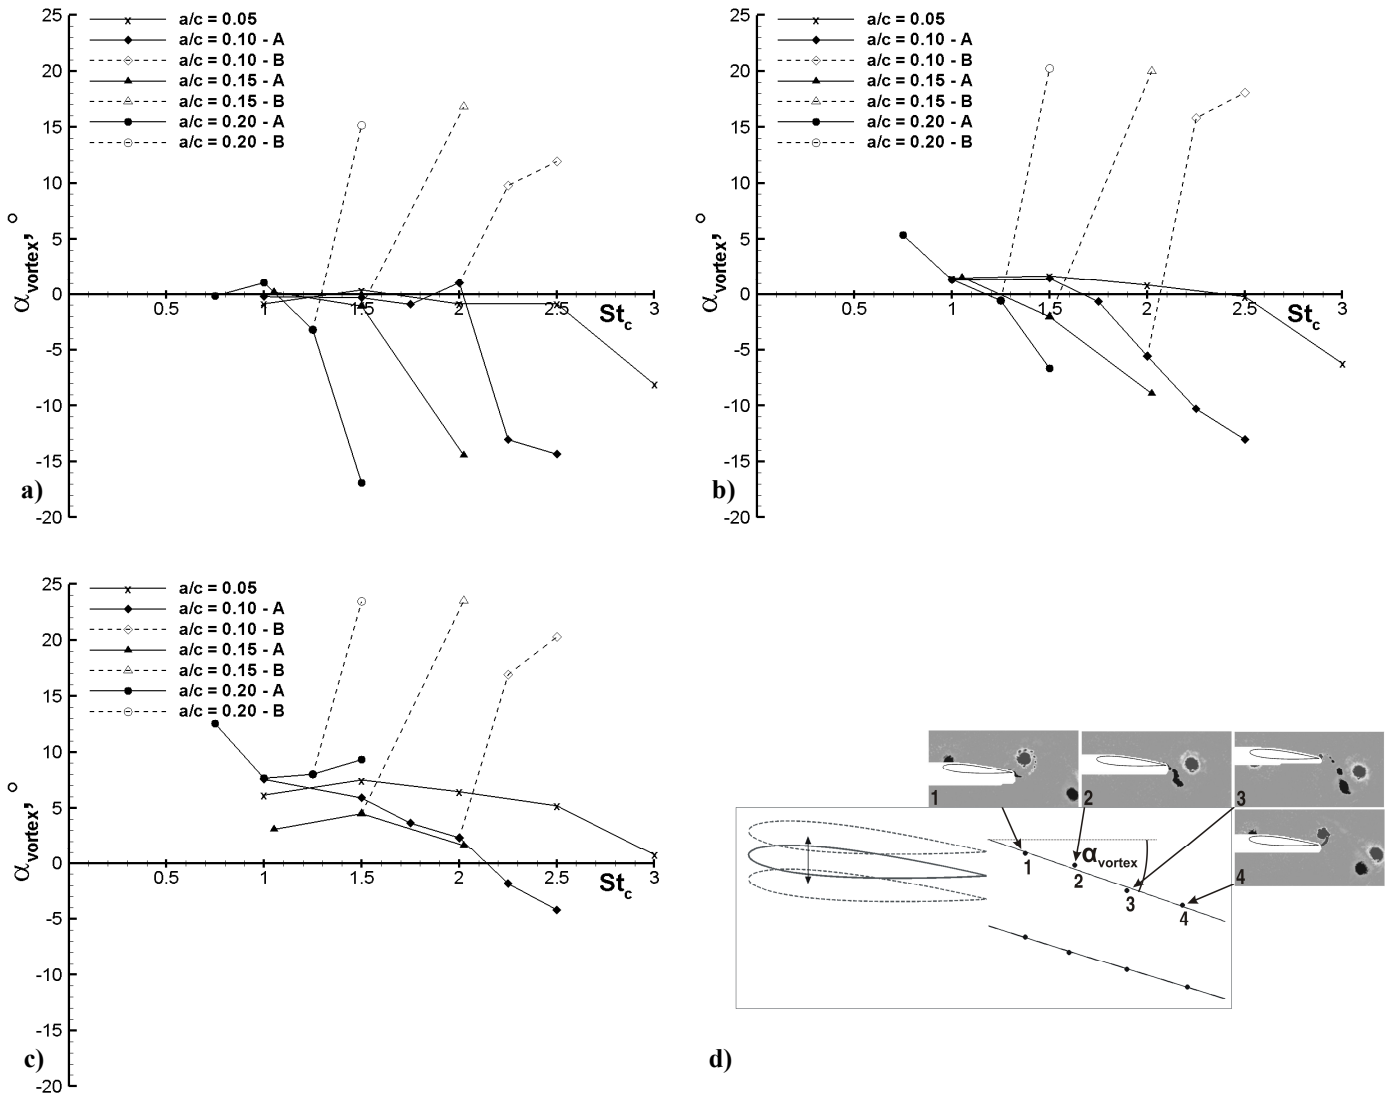 a/c = 0.05
a/c = 0.10 - A
a/c = 0.10 - B
a/c = 0.15 - A
a/c = 0.15 - B
a/c = 0.20 - A
a/c = 0.20 - B
25
20
15
10
5
0
-5
-10
-15
-20
0.5
1
1.5
2
2.5
3
St_c
α_vortex, °
a)
a/c = 0.05
a/c = 0.10 - A
a/c = 0.10 - B
a/c = 0.15 - A
a/c = 0.15 - B
a/c = 0.20 - A
a/c = 0.20 - B
25
20
15
10
5
0
-5
-10
-15
-20
0.5
1
1.5
2
2.5
3
St_c
α_vortex, °
b)
a/c = 0.05
a/c = 0.10 - A
a/c = 0.10 - B
a/c = 0.15 - A
a/c = 0.15 - B
a/c = 0.20 - A
a/c = 0.20 - B
25
20
15
10
5
0
-5
-10
-15
-20
0.5
1
1.5
2
2.5
3
St_c
α_vortex, °
c)
1
2
3
4
α_vortex
1
2
3
4
d)